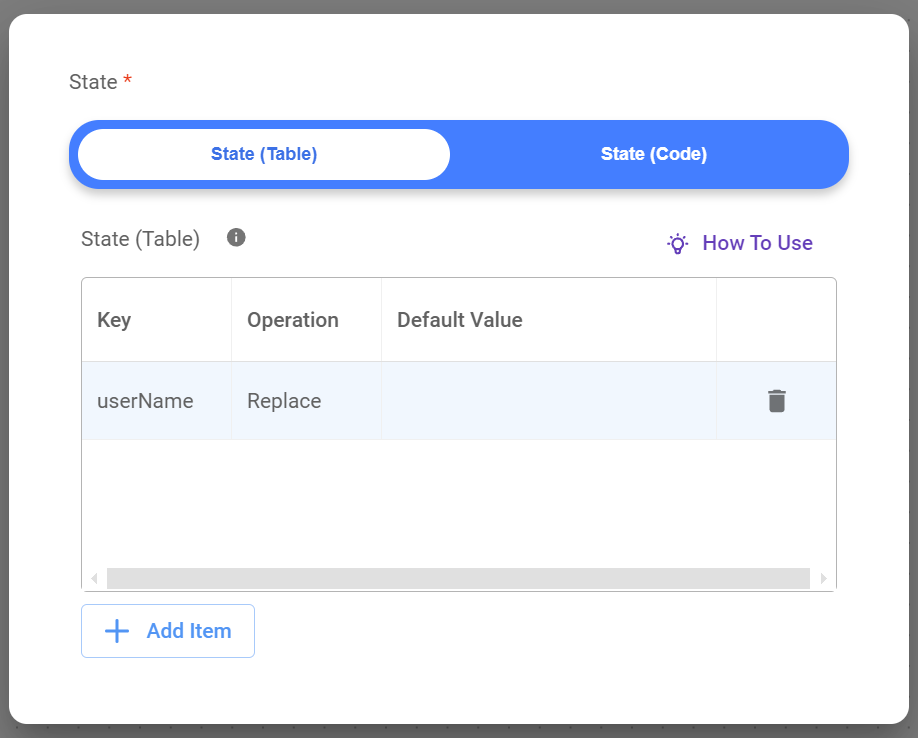 State *
State (Table) State (Code)
State (Table) How To Use
Key Operation Default Value
userName Replace
Add Item